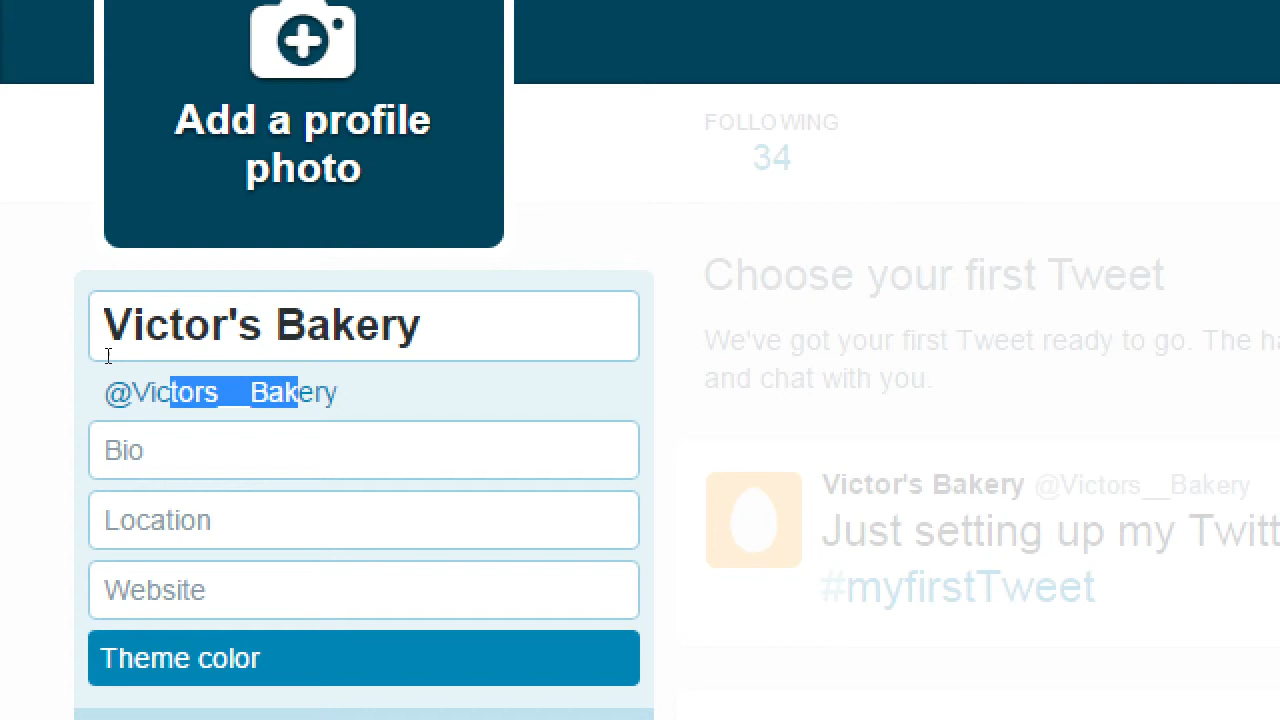 Add a profile
photo
FOLLOWING
34
Victor's Bakery
@Victors__Bakery
Bio
Location
Website
Theme color
Choose your first Tweet
We've got your first Tweet ready to go. The
and chat with you.
Victor's Bakery @Victors__Bakery
Just setting up my
#myfirstTweet